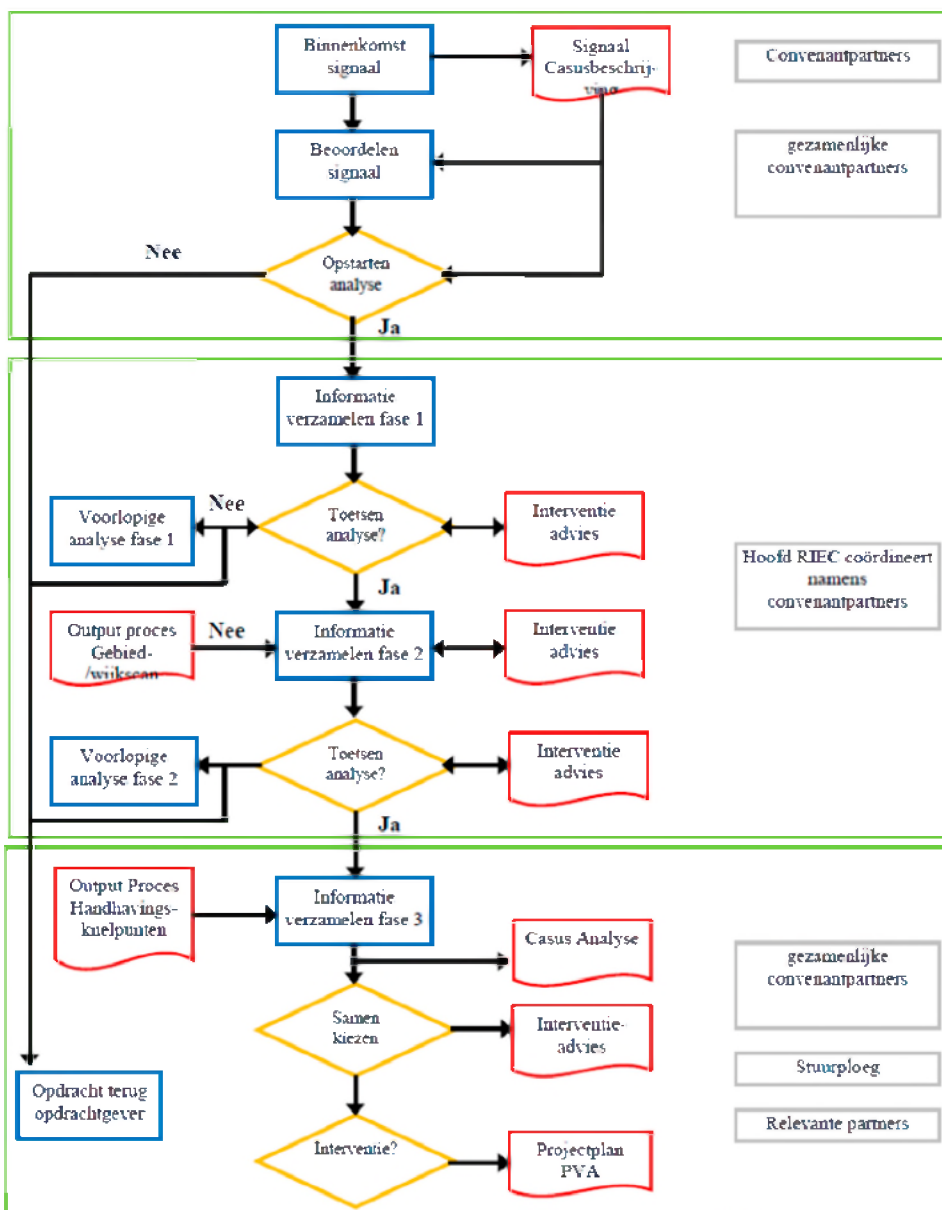 Binnenkomst
signaal
Signaal
Casusbeschrij-
ving
Convenantpartners
Beoordelen
signaal
gezamenlijke
convenantpartners
Nee
Opstarten
analyse
Ja
Informatie
verzamelen fase 1
Voorlopige
analyse fase 1
Nee
Toetsen
analyse?
Interventie
advies
Hoofd RIEC coördineert
namens
convenantpartners
Ja
Output proces
Gebied-
/wijkscan
Nee
Informatie
verzamelen fase 2
Interventie
advies
Voorlopige
analyse fase 2
Toetsen
analyse?
Interventie
advies
Ja
Output Proces
Handhavings-
knelpunten
Informatie
verzamelen fase 3
Casus Analyse
gezamenlijke
convenantpartners
Samen
kiezen
Interventie-
advies
Stuurploeg
Opdracht terug
opdrachtgever
Relevante partners
Interventie?
Projectplan
PVA